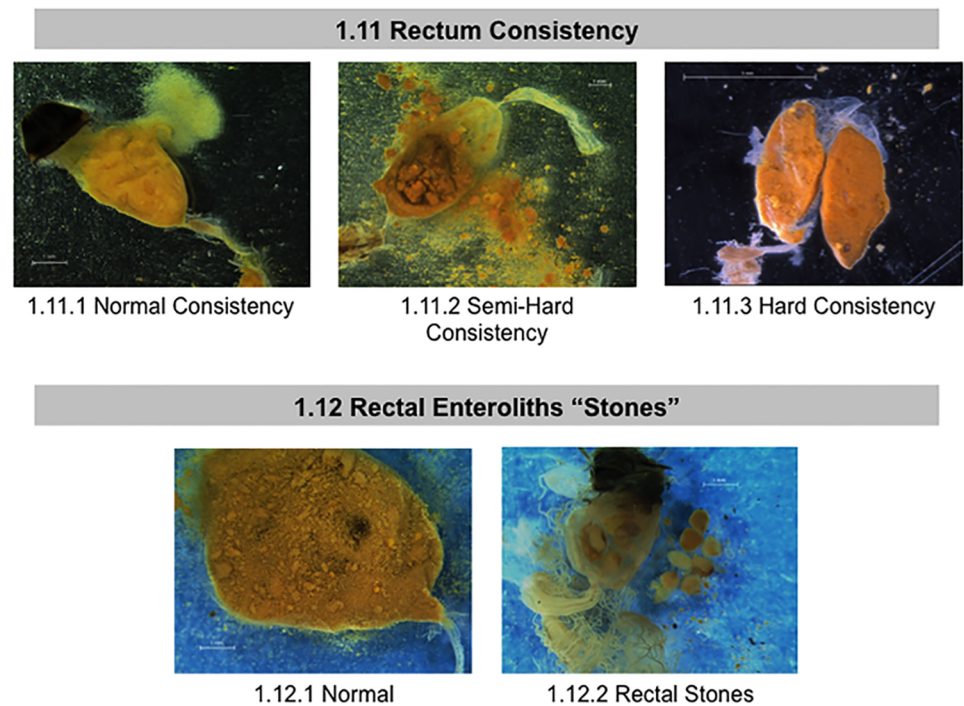 1.11 Rectum Consistency
1.11.1 Normal Consistency
1.11.2 Semi-Hard
Consistency
1.11.3 Hard Consistency
1.12 Rectal Enteroliths “Stones”
1.12.1 Normal
1.12.2 Rectal Stones